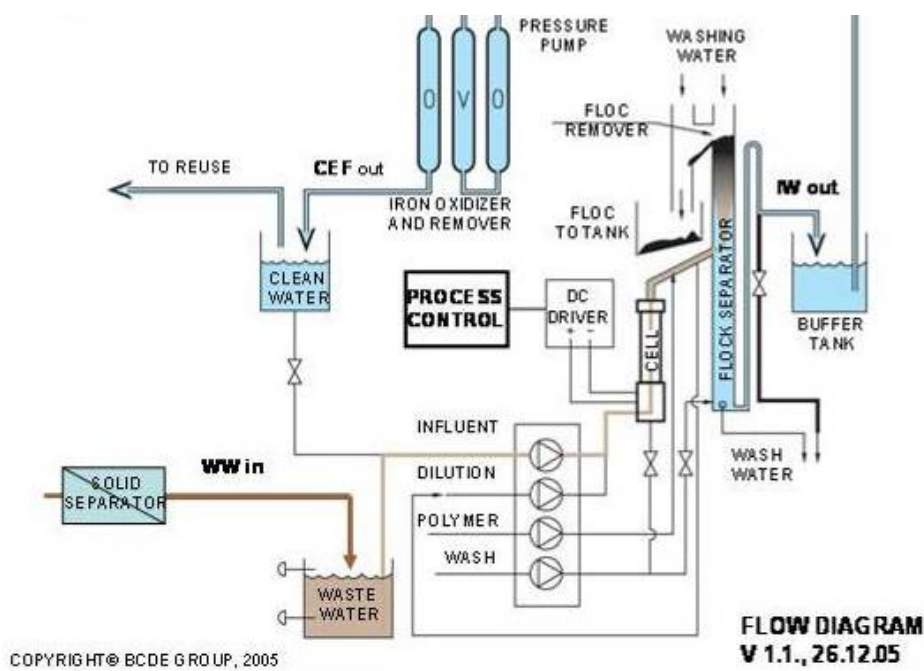 PRESSURE
PUMP
WASHING
WATER
O
V
O
FLOC
REMOVER
TO REUSE
CEF out
IRON OXIDIZER
AND REMOVER
FLOC
TO TANK
IW out
CLEAN
WATER
PROCESS
CONTROL
DC
DRIVER
+ -
CELL
FLOCK SEPARATOR
BUFFER
TANK
INFLUENT
WW in
DILUTION
WASH
WATER
SOLID
SEPARATOR
POLYMER
WASH
WASTE
WATER
FLOW DIAGRAM
V 1.1., 26.12.05
COPYRIGHT© BCDE GROUP, 2005